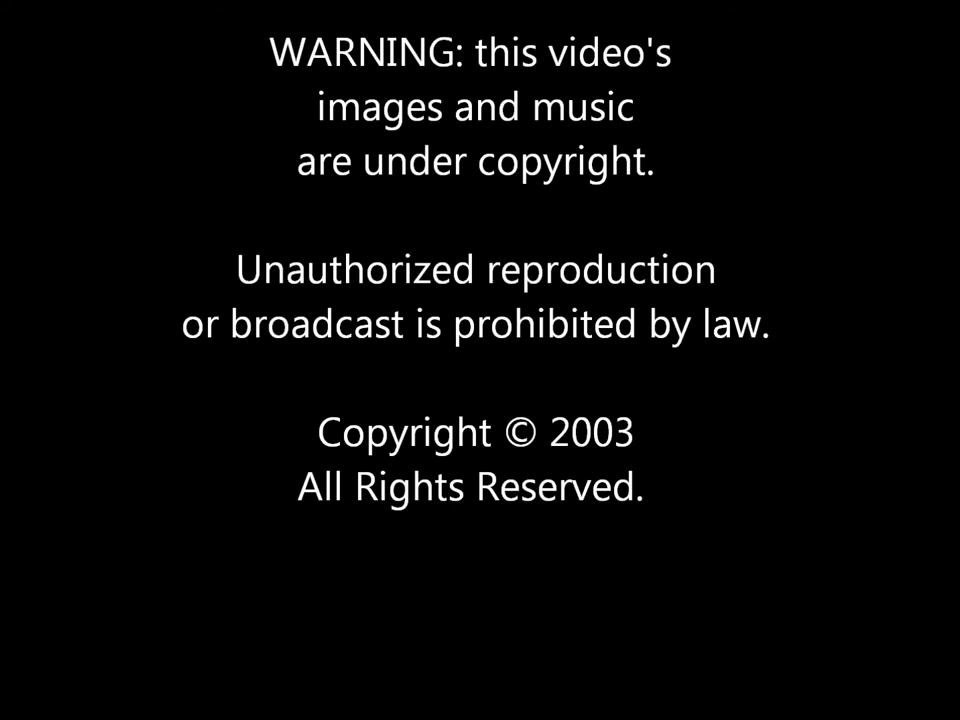 WARNING: this video's
images and music
are under copyright.
Unauthorized reproduction
or broadcast is prohibited by law.
Copyright © 2003
All Rights Reserved.